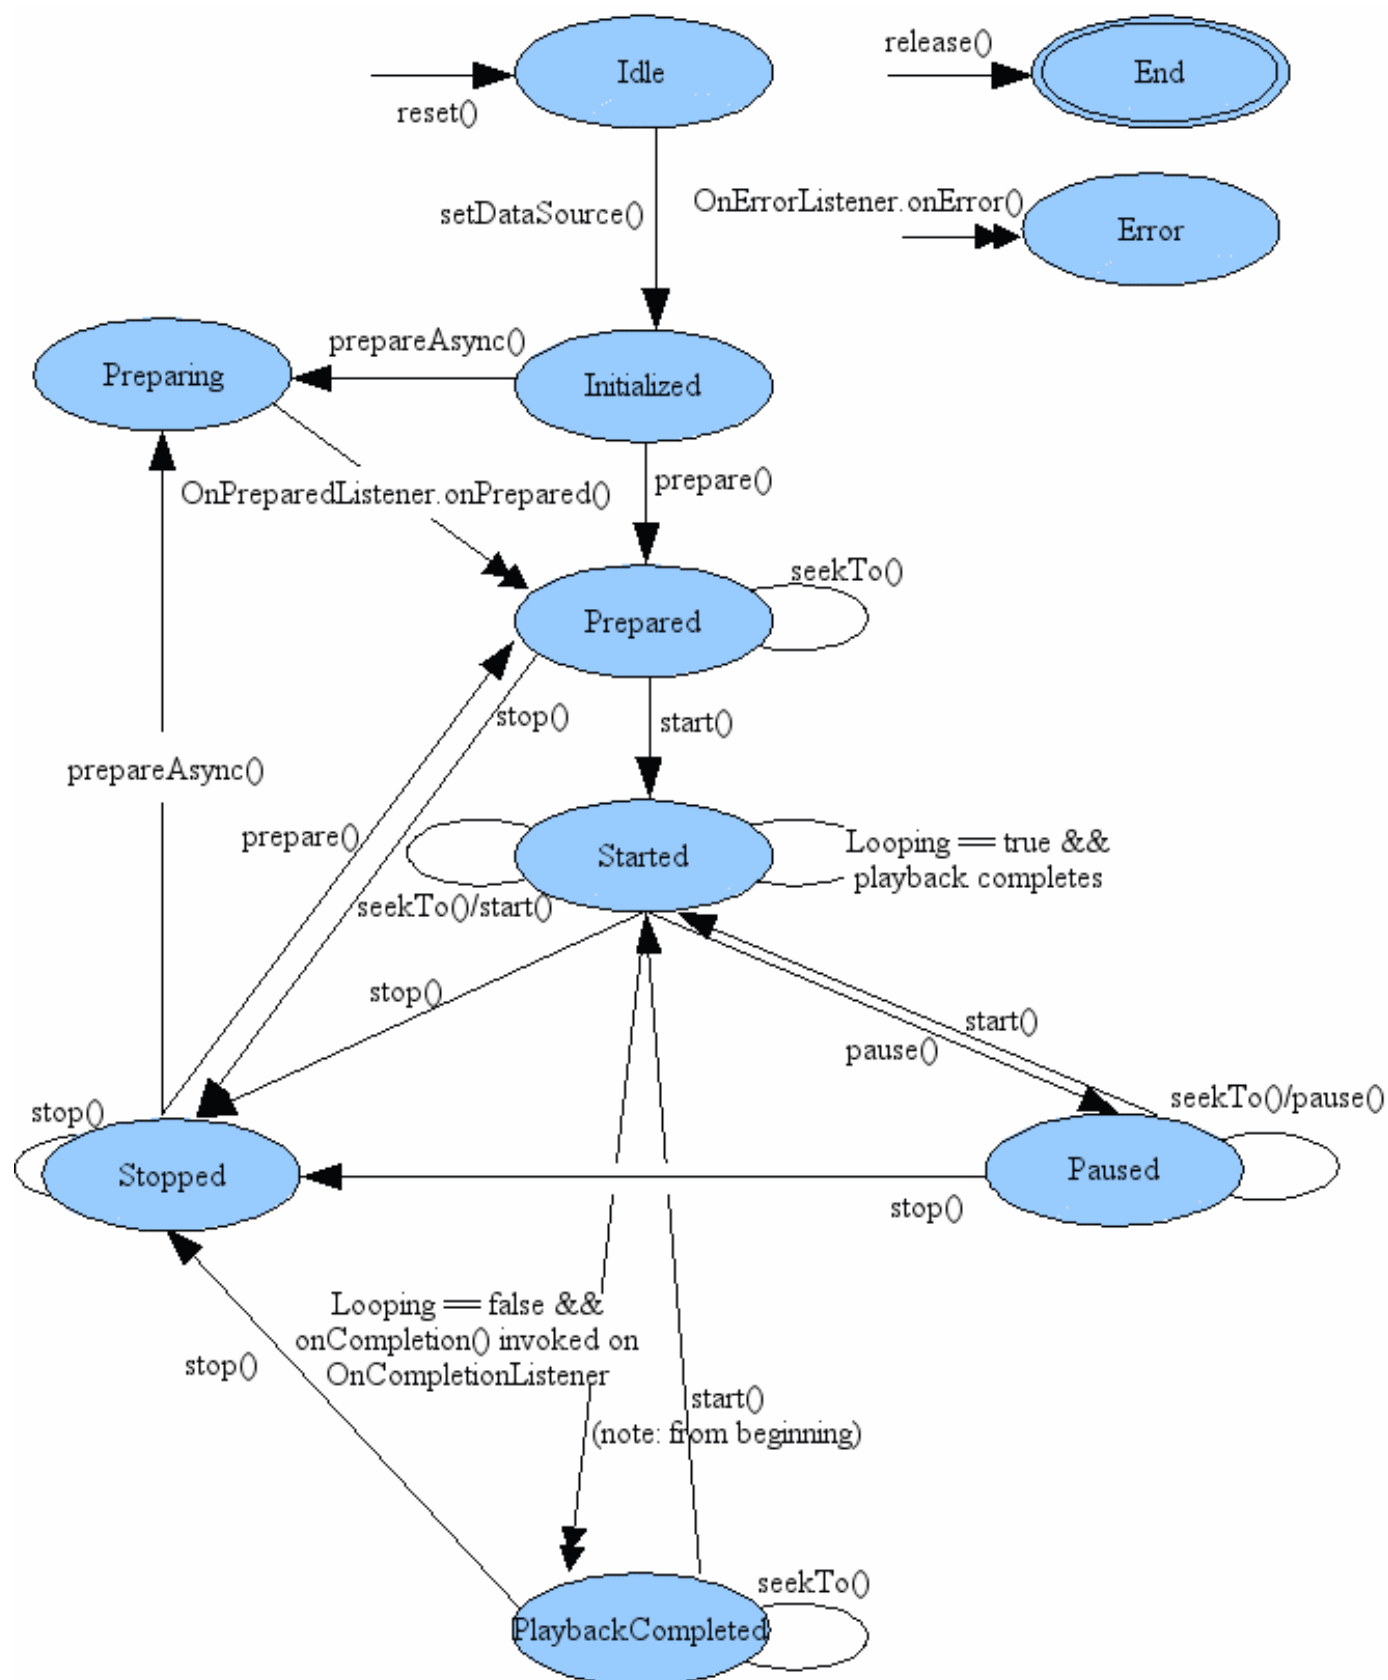 Idle
release()
End
reset()
setDataSource()
OnErrorListener.onError()
Error
prepareAsync()
Preparing
Initialized
OnPreparedListener.onPrepared()
prepare()
seekTo()
Prepared
stop()
start()
prepareAsync()
prepare()
Started
Looping == true &&
playback completes
seekTo()/start()
stop()
start()
pause()
stop()
seekTo()/pause()
Stopped
Paused
stop()
Looping == false &&
onCompletion() invoked on
OnCompletionListener
stop()
start()
(note: from beginning)
seekTo()
PlaybackCompleted